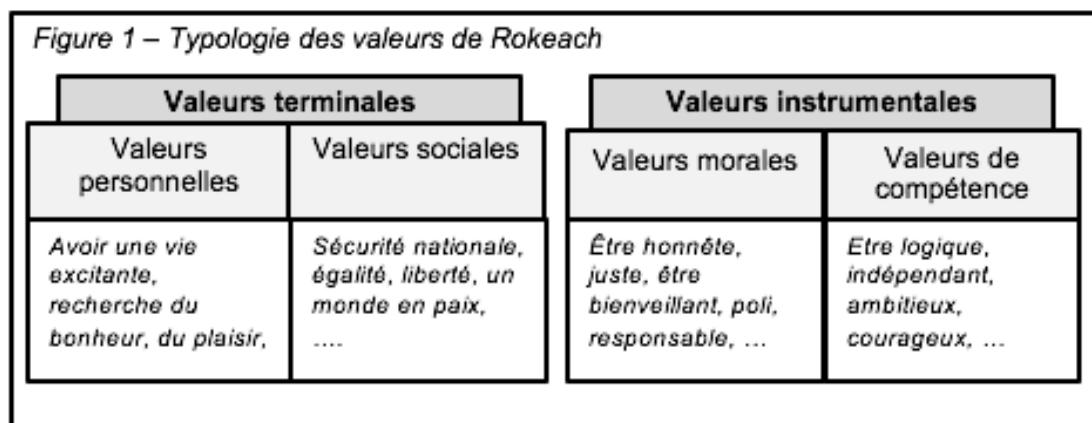 Figure 1 – Typologie des valeurs de Rokeach
Valeurs terminales
Valeurs
personnelles
Valeurs sociales
Avoir une vie
excitante,
recherche du
bonheur, du plaisir,
Sécurité nationale,
égalité, liberté, un
monde en paix,
....
Valeurs instrumentales
Valeurs morales
Valeurs de
compétence
Être honnête,
juste, être
bienveillant, poli,
responsable, ...
Etre logique,
indépendant,
ambitieux,
courageux, ...